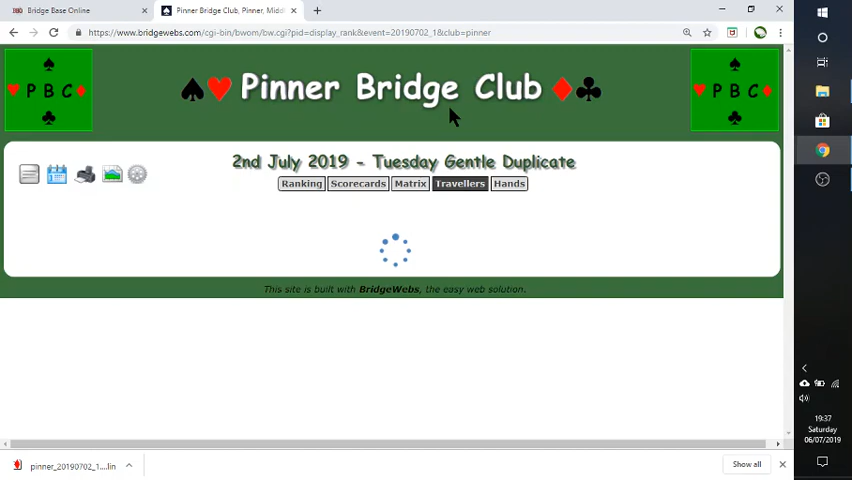 Bridge Base Online
Pinner Bridge Club, Pinner, Midd
https://www.bridgewebs.com/cgi-bin/bwom/bw.cgi?pid=display_rank&event=20190702_1&club=pinner
PBC
Pinner Bridge Club
PBC
2nd July 2019 - Tuesday Gentle Duplicate
Ranking Scorecards Matrix Travellers Hands
This site is built with BridgeWebs, the easy web solution.
19:37
Saturday
06/07/2019
pinner_20190702_1....lin
Show all